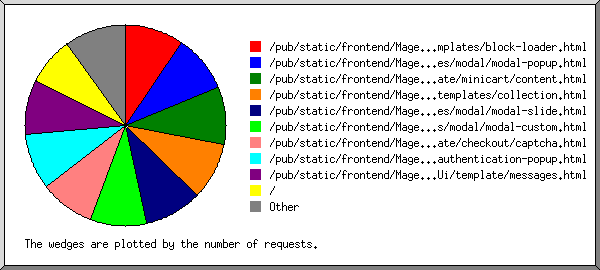 /pub/static/frontend/Mage...mplates/block-loader.html
/pub/static/frontend/Mage...es/modal/modal-popup.html
/pub/static/frontend/Mage...ate/minicart/content.html
/pub/static/frontend/Mage...templates/collection.html
/pub/static/frontend/Mage...es/modal/modal-slide.html
/pub/static/frontend/Mage...s/modal/modal-custom.html
/pub/static/frontend/Mage...ate/checkout/captcha.html
/pub/static/frontend/Mage...authentication-popup.html
/pub/static/frontend/Mage...Ui/template/messages.html
/
Other
The wedges are plotted by the number of requests.